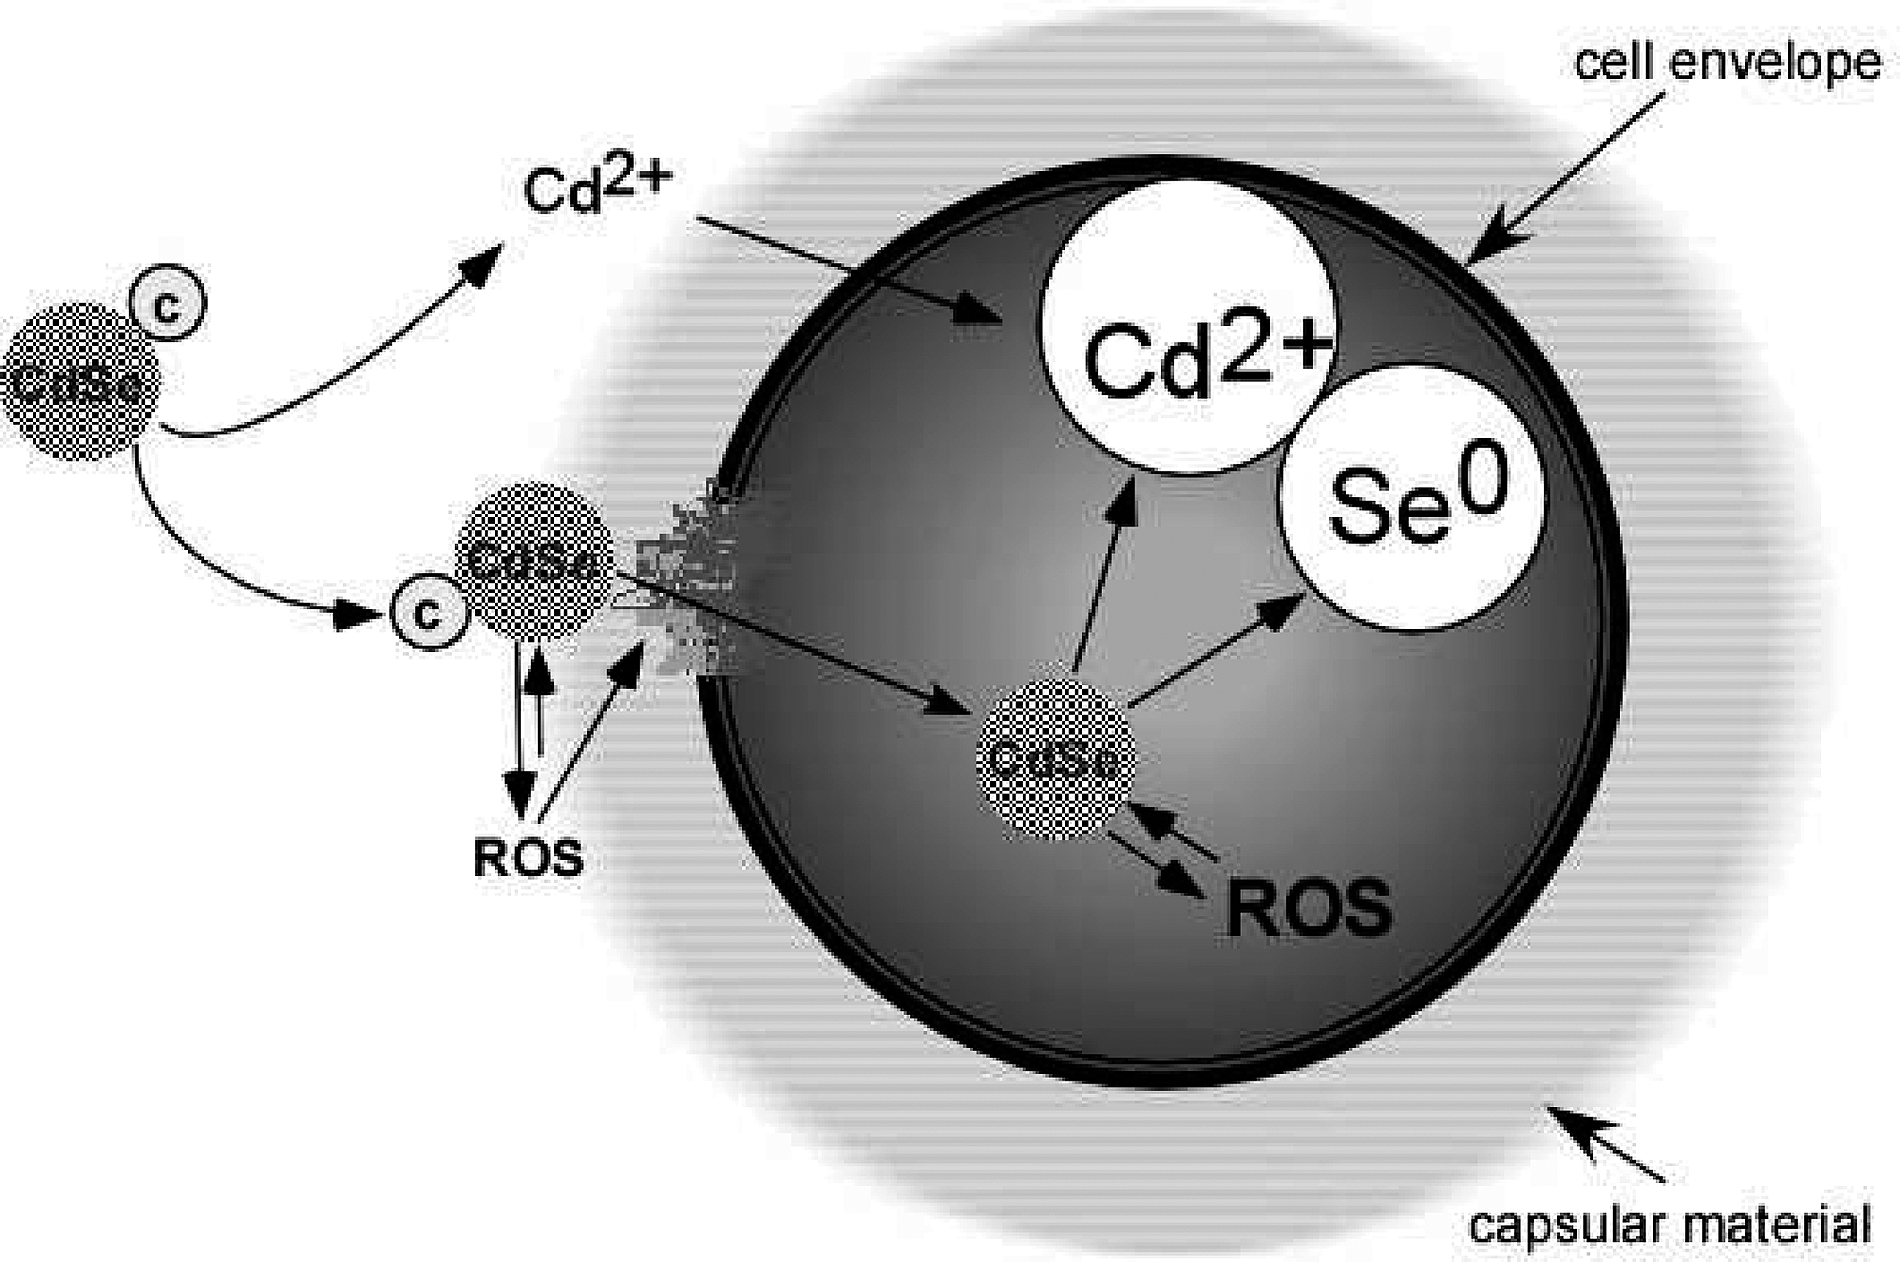 cell envelope
Cd2+
c
CdSe
Cd2+
Se0
CdSe
c
CdSe
ROS
ROS
capsular material